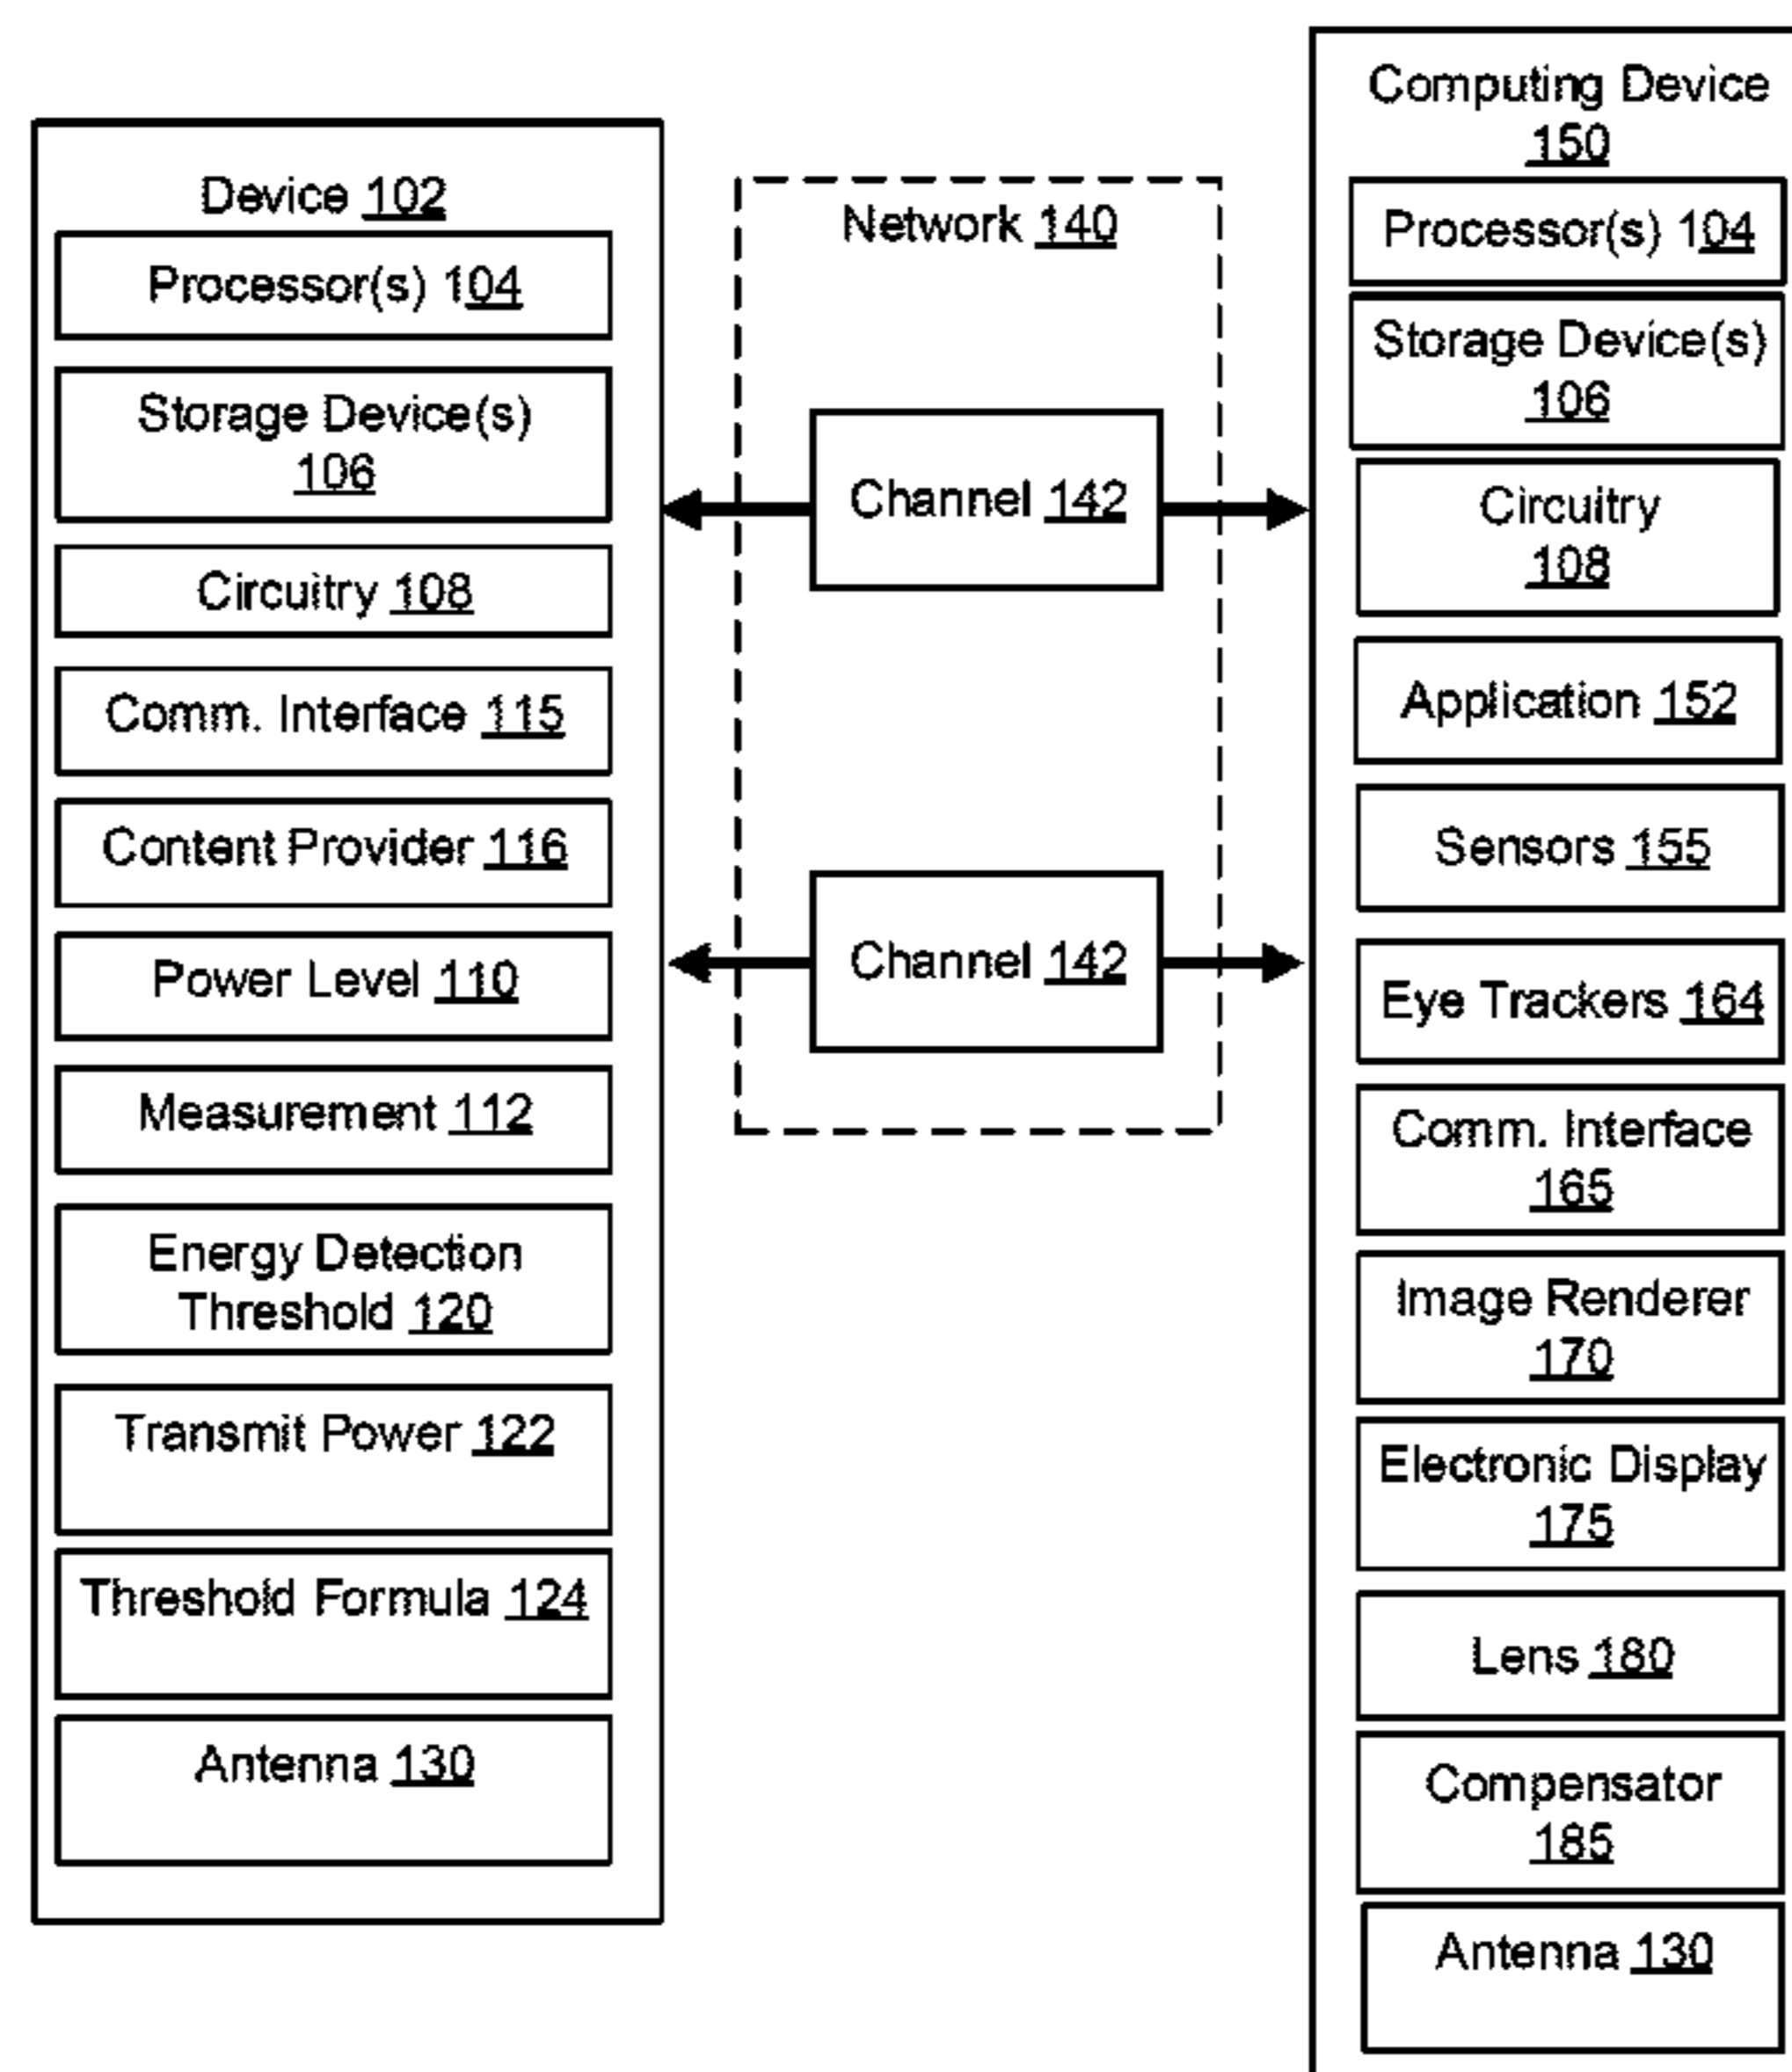 Device 102
Processor(s) 104
Storage Device(s)
106
Circuitry 108
Comm. Interface 115
Content Provider 116
Power Level 110
Measurement 112
Energy Detection
Threshold 120
Transmit Power 122
Threshold Formula 124
Antenna 130
Network 140
Channel 142
Channel 142
Computing Device
150
Processor(s) 104
Storage Device(s)
106
Circuitry
108
Application 152
Sensors 155
Eye Trackers 164
Comm. Interface
165
Image Renderer
170
Electronic Display
175
Lens 180
Compensator
185
Antenna 130